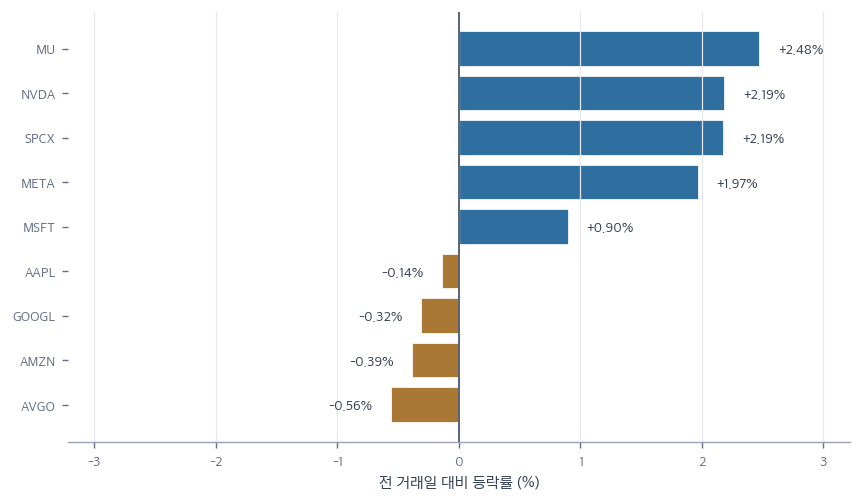 MU +2.48%
NVDA +2.19%
SPCX +2.19%
META +1.97%
MSFT +0.90%
AAPL -0.14%
GOOGL -0.32%
AMZN -0.39%
AVGO -0.56%
-3 -2 -1 0 1 2 3
전 거래일 대비 등락률 (%)